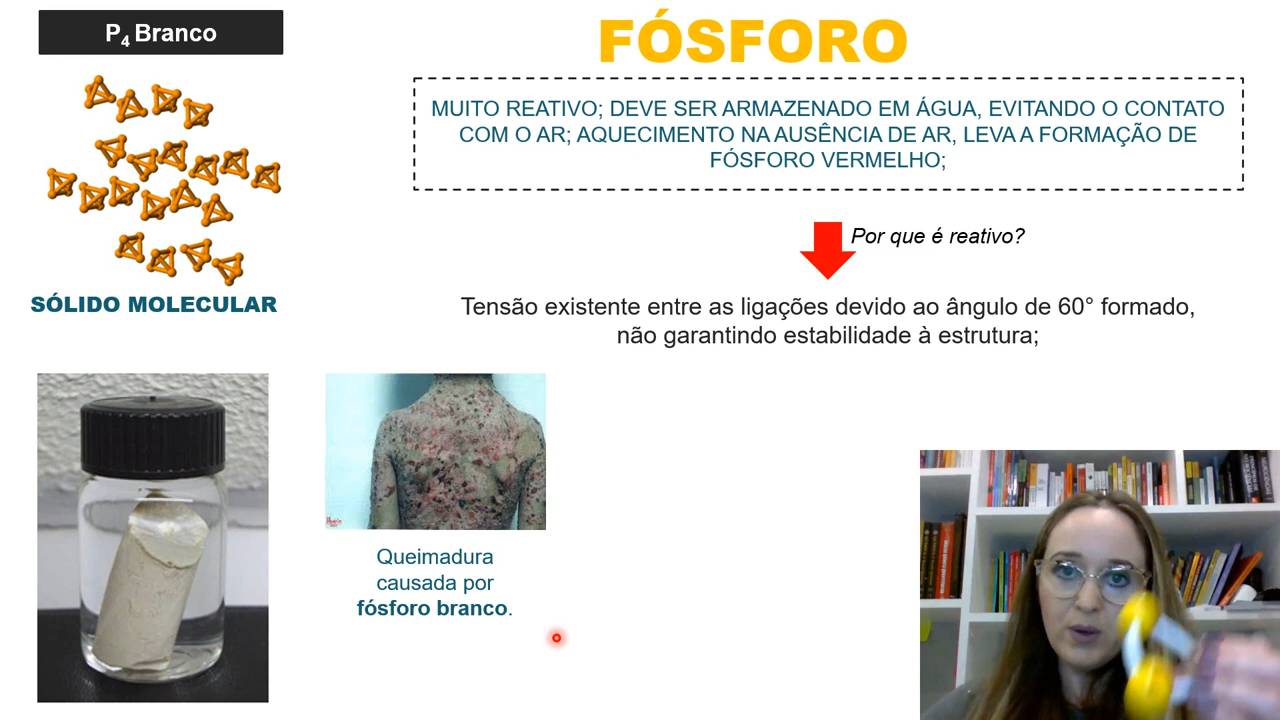 P4 Branco
FÓSFORO
MUITO REATIVO; DEVE SER ARMAZENADO EM ÁGUA, EVITANDO O CONTATO
COM O AR; AQUECIMENTO NA AUSÊNCIA DE AR, LEVA A FORMAÇÃO DE
FÓSFORO VERMELHO;
Por que é reativo?
SÓLIDO MOLECULAR
Tensão existente entre as ligações devido ao ângulo de 60° formado,
não garantindo estabilidade à estrutura;
Queimadura
causada por
fósforo branco.